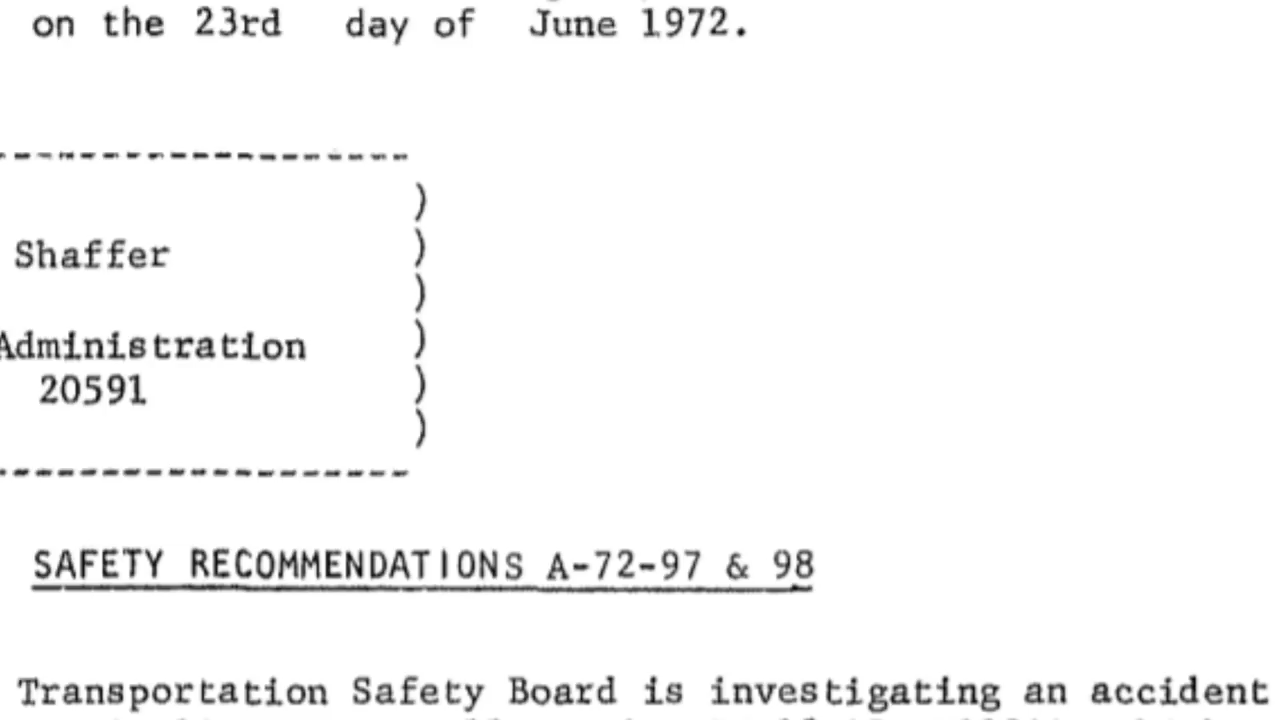 on the 23rd day of June 1972.
)
Shaffer )
)
Administration )
20591 )
)
SAFETY RECOMMENDATIONS A-72-97 & 98
Transportation Safety Board is investigating an accident